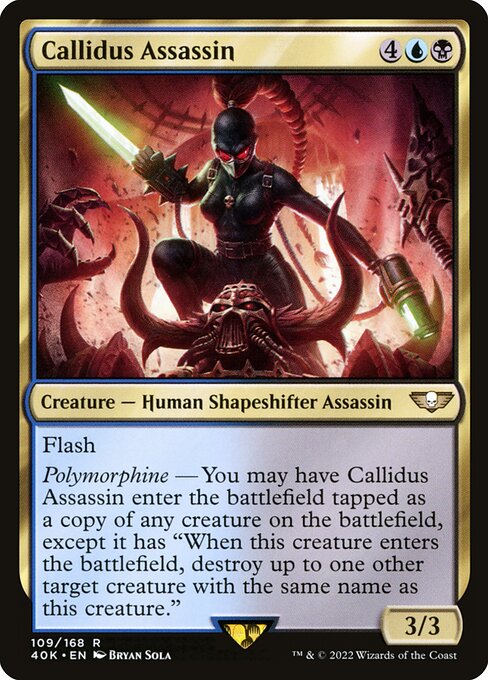 Callidus Assassin 4
Creature — Human Shapeshifter Assassin
Flash
Polymorphine — You may have Callidus
Assassin enter the battlefield tapped as
a copy of any creature on the battlefield,
except it has “When this creature enters
the battlefield, destroy up to one other
target creature with the same name as
this creature.”
3/3
109/168 R
40K • EN Bryan Sola ™ & © 2022 Wizards of the Coast